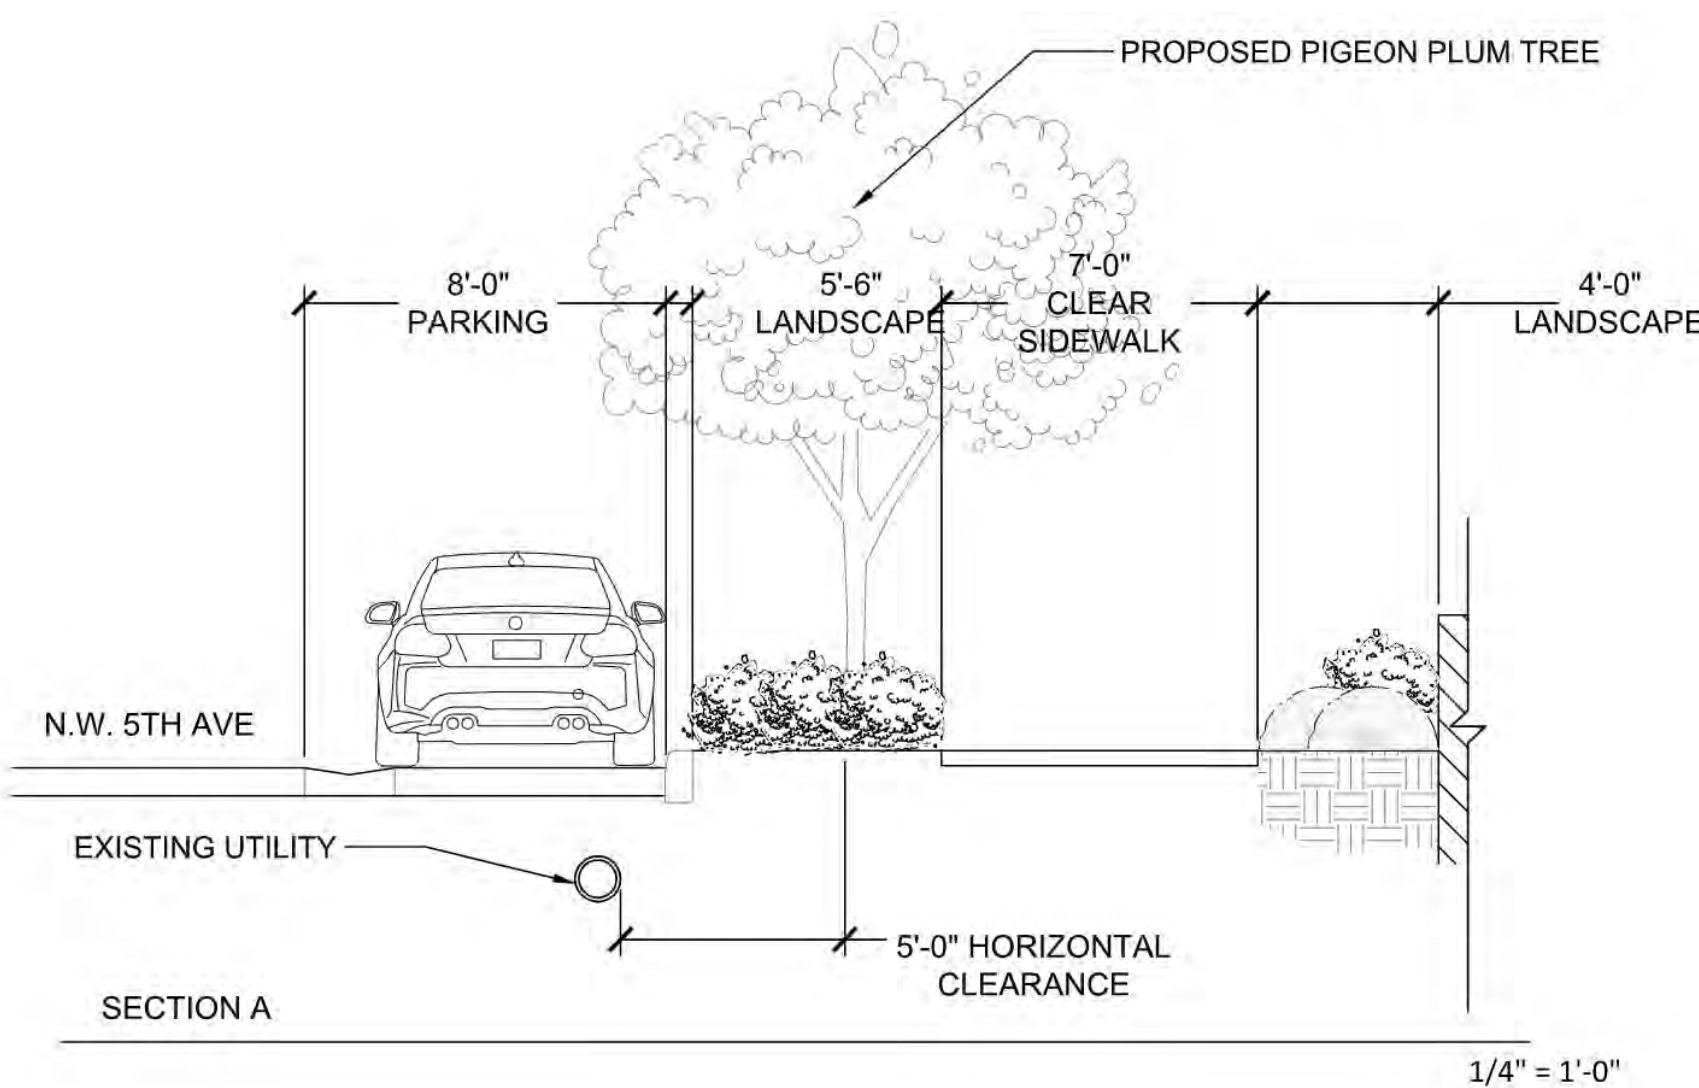 PROPOSED PIGEON PLUM TREE
8'-0"
PARKING
5'-6"
LANDSCAPE
7'-0"
CLEAR
SIDEWALK
4'-0"
LANDSCAPE
N.W. 5TH AVE
EXISTING UTILITY
5'-0" HORIZONTAL
CLEARANCE
SECTION A
1/4" = 1'-0"